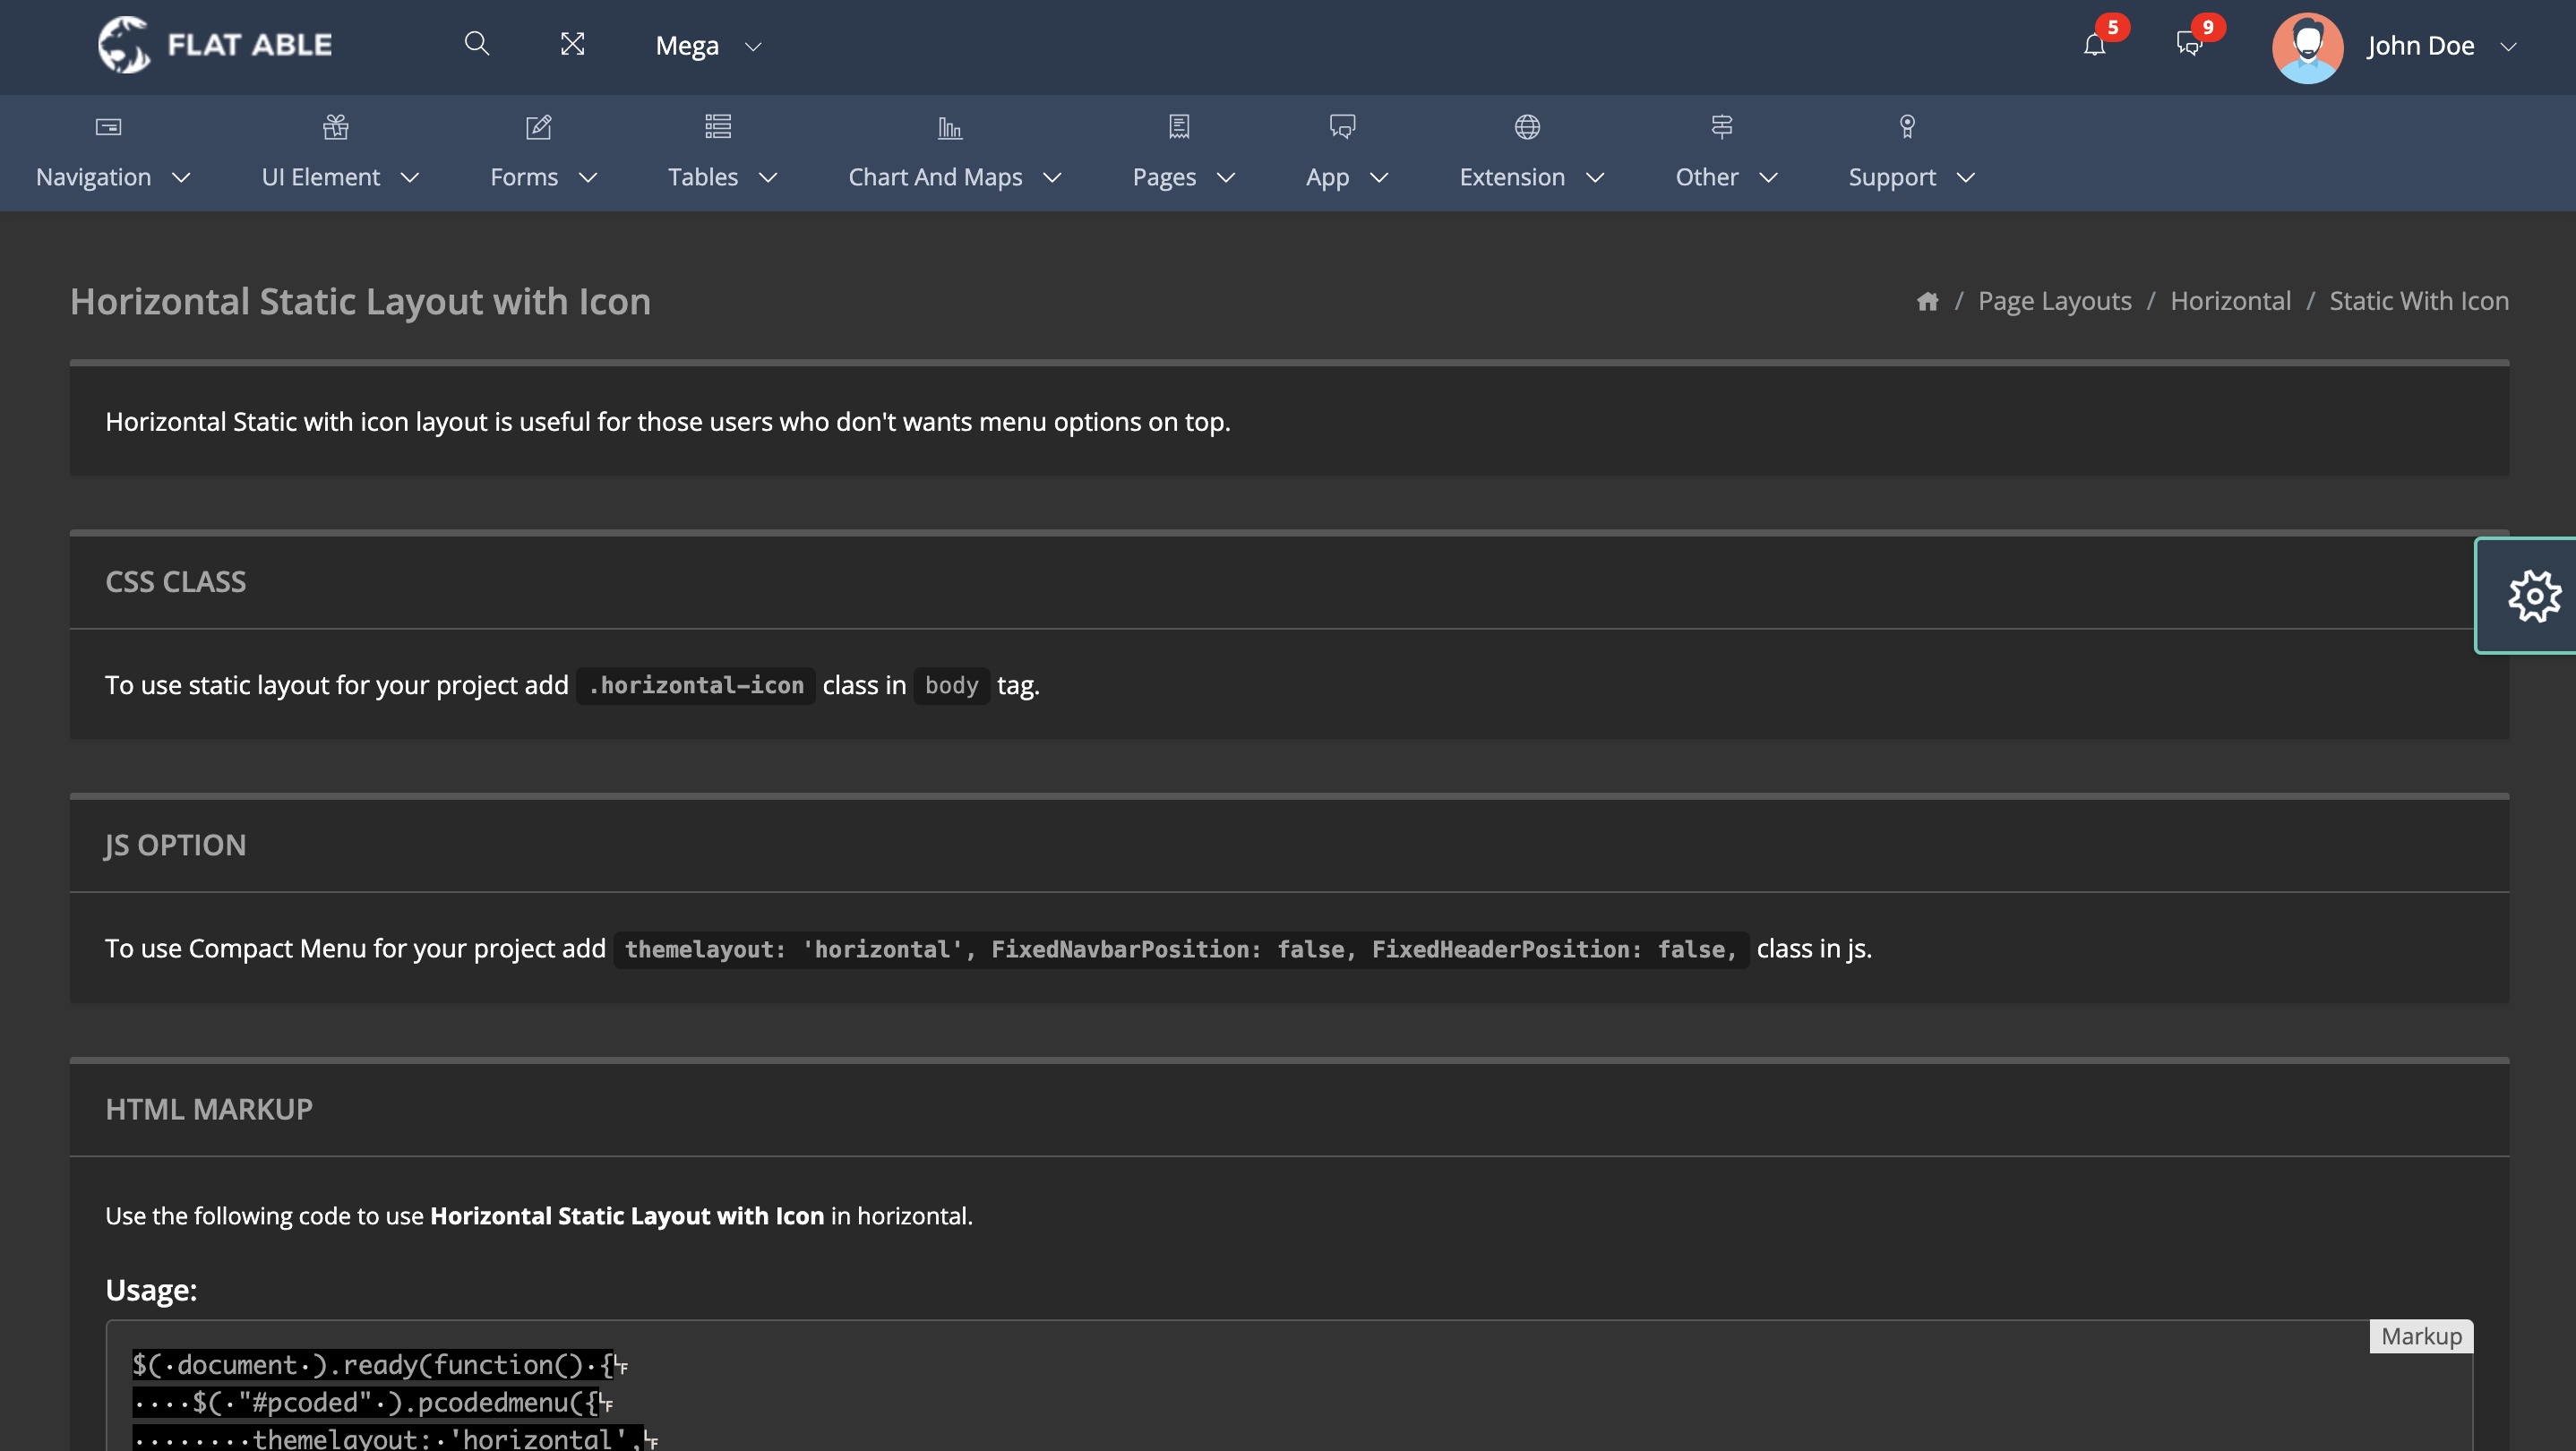 FLAT ABLE
Mega
5
9
John Doe
Navigation
UI Element
Forms
Tables
Chart And Maps
Pages
App
Extension
Other
Support
Horizontal Static Layout with Icon
/ Page Layouts / Horizontal / Static With Icon
Horizontal Static with icon layout is useful for those users who don't wants menu options on top.
CSS CLASS
To use static layout for your project add .horizontal-icon class in body tag.
JS OPTION
To use Compact Menu for your project add themelayout: 'horizontal', FixedNavbarPosition: false, FixedHeaderPosition: false, class in js.
HTML MARKUP
Use the following code to use Horizontal Static Layout with Icon in horizontal.
Usage:
Markup
$(·document·).ready(function()·{␊
····$(·"#pcoded"·).pcodedmenu({␊
········themelayout:·'horizontal',␊